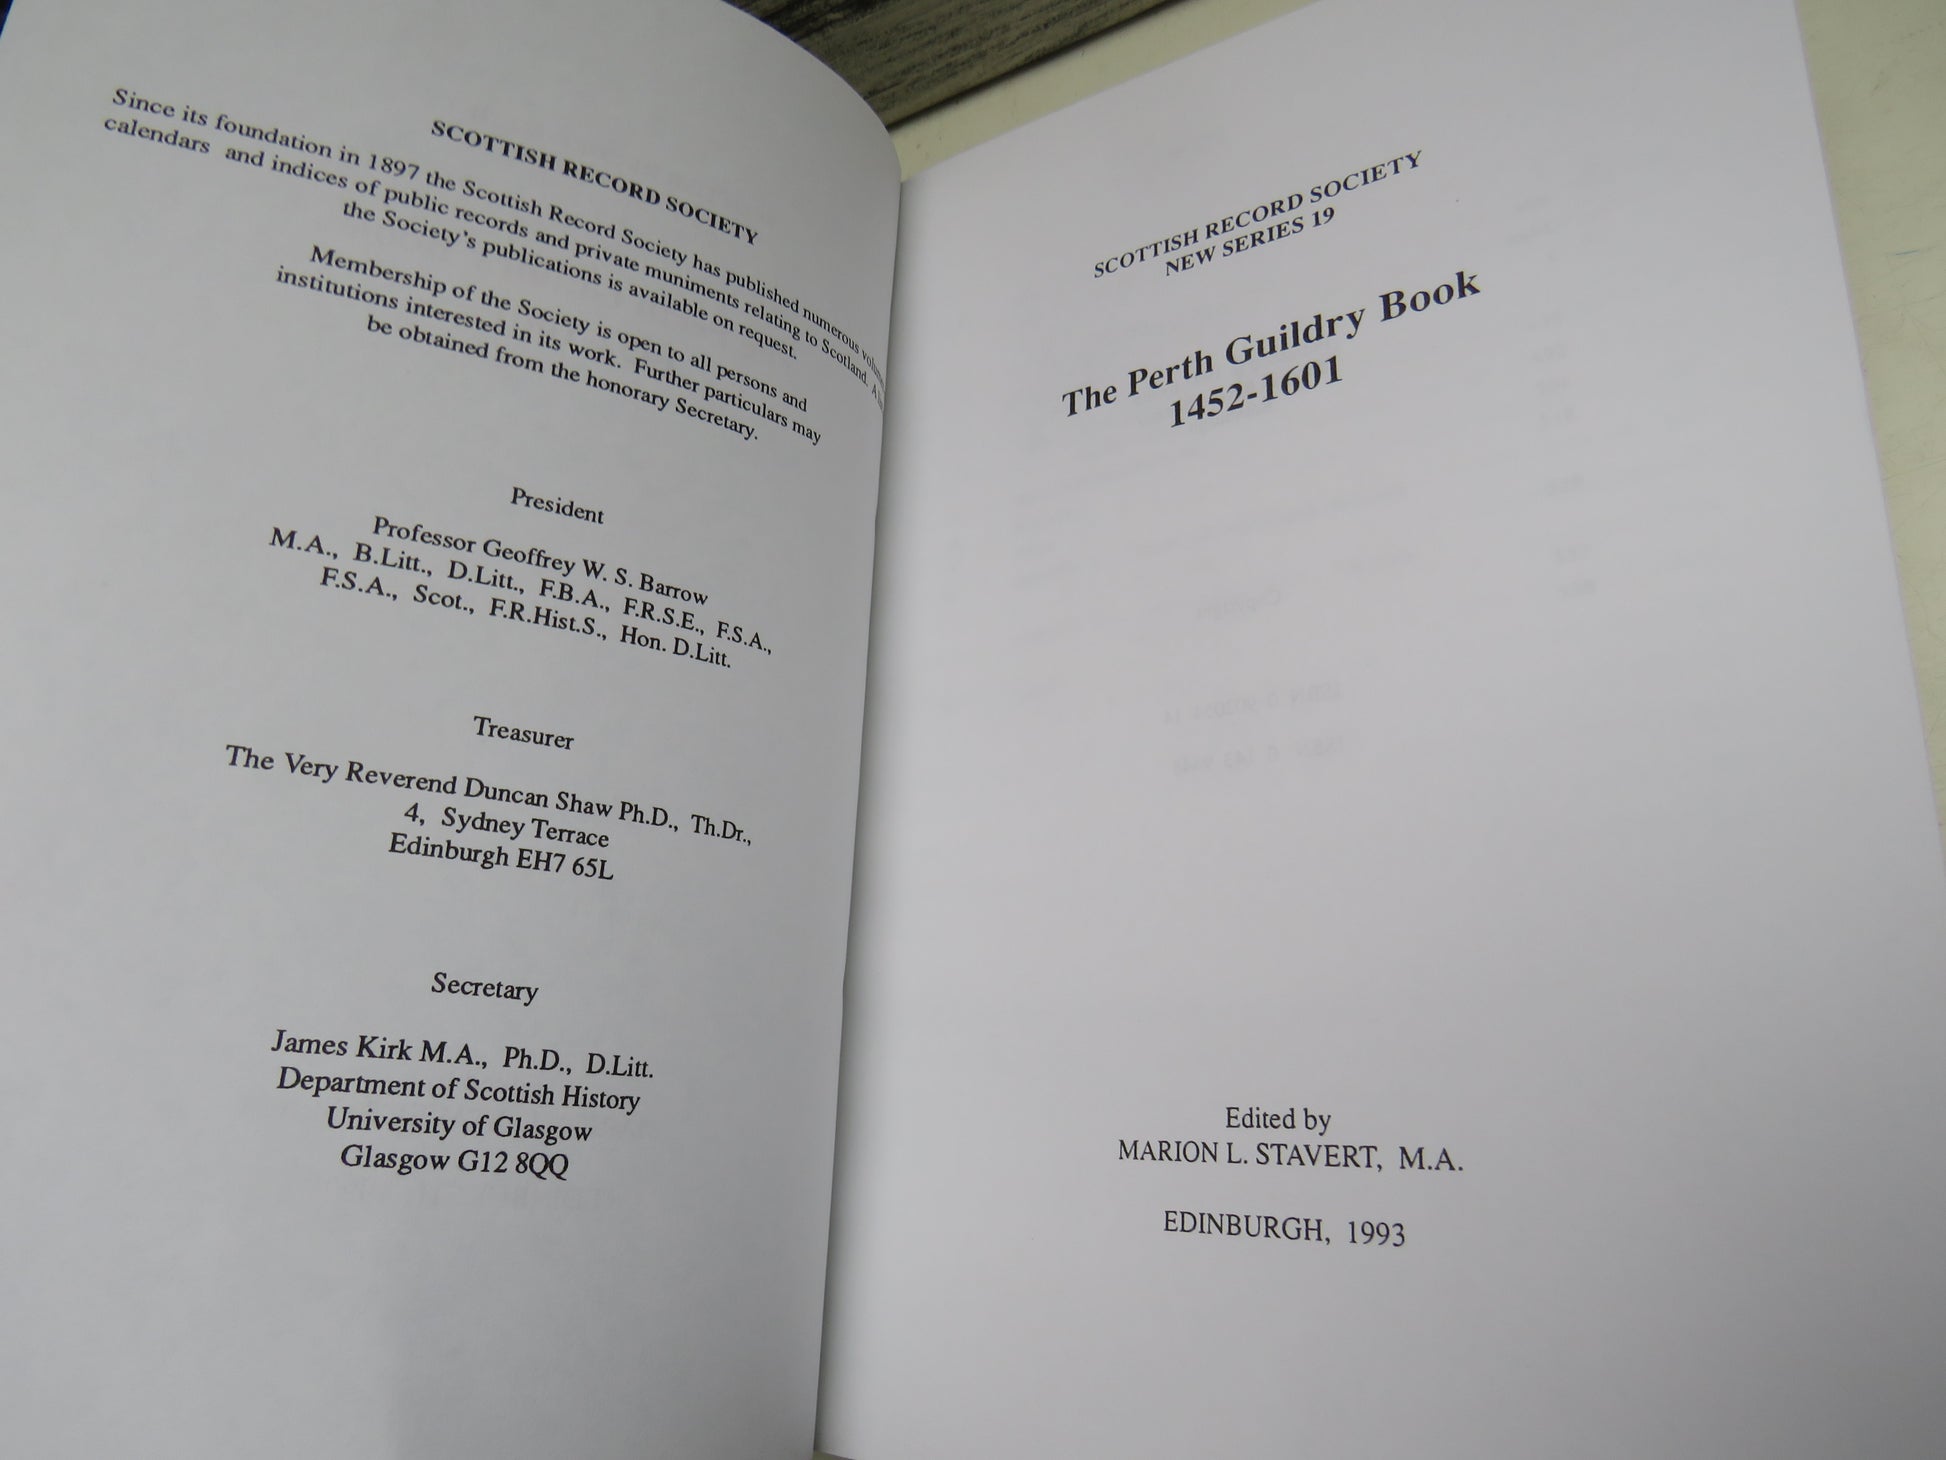 SCOTTISH RECORD SOCIETY
Since its foundation in 1897 the Scottish Record Society has published numerous
calendars and indices of public records and private muniments relating to Scotland. A
the Society's publications is available on request.
Membership of the Society is open to all persons and
institutions interested in its work. Further particulars may
be obtained from the honorary Secretary.
President
Professor Geoffrey W. S. Barrow
M.A., B.Litt., D.Litt., F.B.A., F.R.S.E., F.S.A.,
F.S.A., Scot., F.R.Hist.S., Hon. D.Litt.
Treasurer
The Very Reverend Duncan Shaw Ph.D., Th.Dr.,
4, Sydney Terrace
Edinburgh EH7 65L
Secretary
James Kirk M.A., Ph.D., D.Litt.
Department of Scottish History
University of Glasgow
Glasgow G12 8QQ
SCOTTISH RECORD SOCIETY
NEW SERIES 19
The Perth Guildry Book
1452-1601
Edited by
MARION L. STAVERT, M.A.
EDINBURGH, 1993